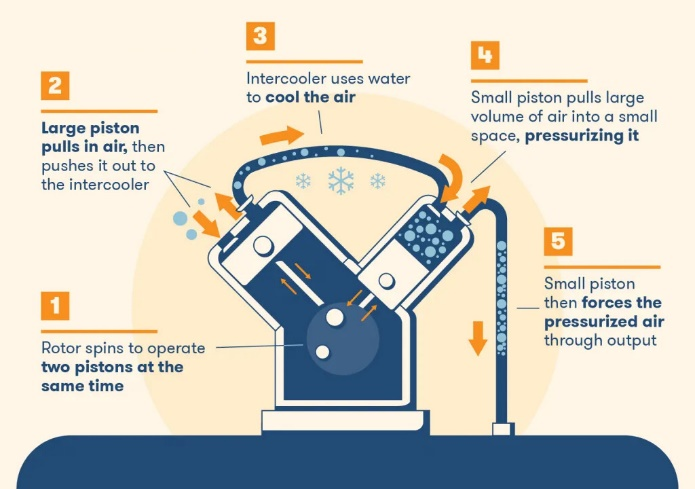 1
Rotor spins to operate
two pistons at the
same time
2
Large piston
pulls in air, then
pushes it out to
the intercooler
3
Intercooler uses water
to cool the air
4
Small piston pulls large
volume of air into a small
space, pressurizing it
5
Small piston
then forces the
pressurized air
through output